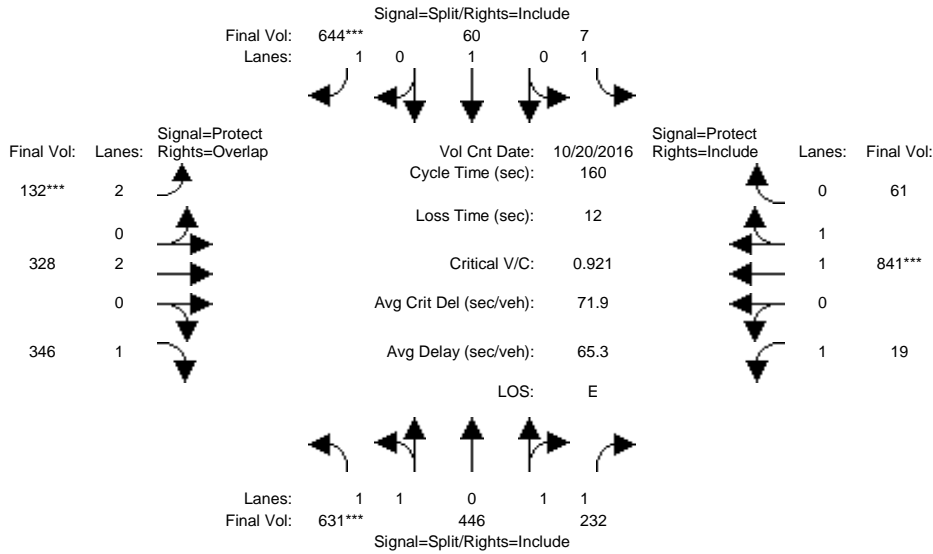 Signal=Split/Rights=Include
Final Vol: 644*** 60 7
Lanes: 1 0 1 0 1
Signal=Protect Signal=Protect
Final Vol: Lanes: Rights=Overlap Vol Cnt Date: 10/20/2016 Rights=Include Lanes: Final Vol:
Cycle Time (sec): 160
132*** 2 0 61
Loss Time (sec): 12
0 1
328 2 Critical V/C: 0.921 1 841***
0 Avg Crit Del (sec/veh): 71.9 0
346 1 Avg Delay (sec/veh): 65.3 1 19
LOS: E
Lanes: 1 1 0 1 1
Final Vol: 631*** 446 232
Signal=Split/Rights=Include